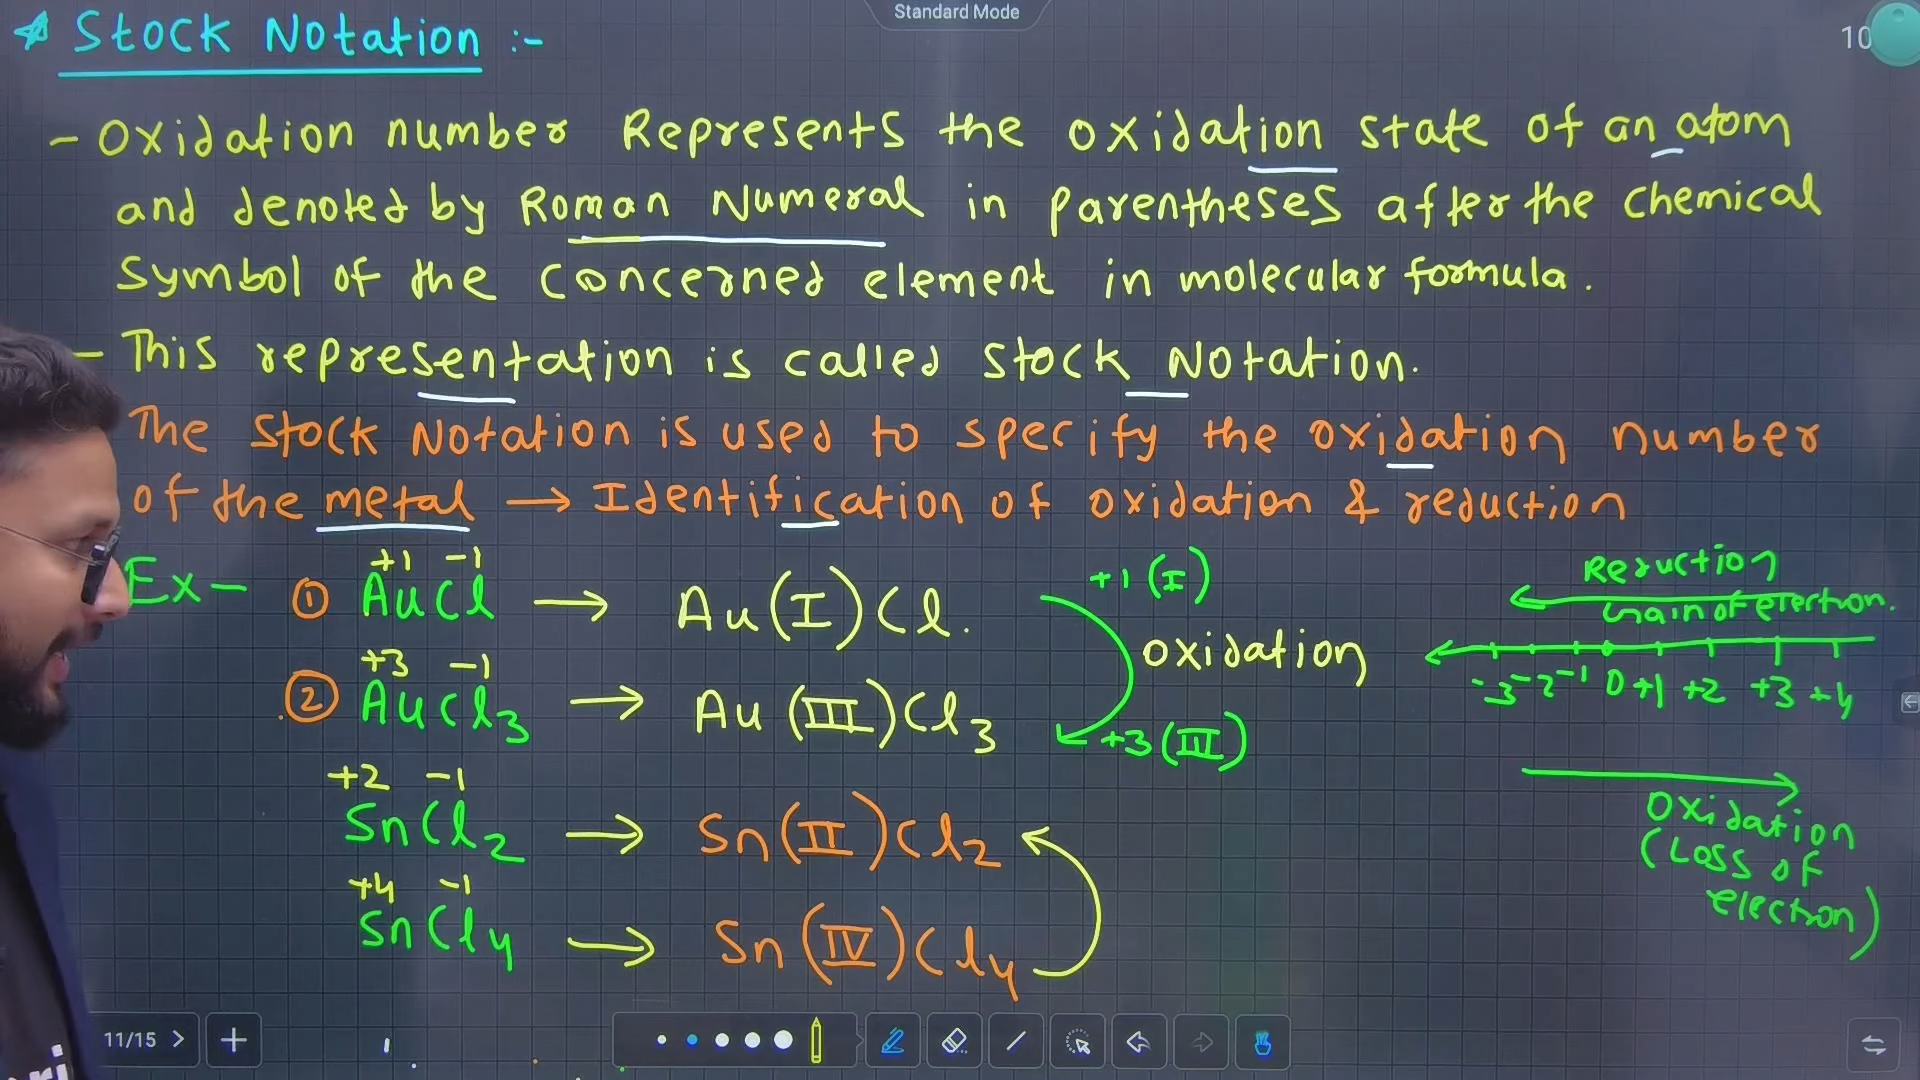 Standard Mode
10
* Stock Notation :-
- Oxidation number Represents the oxidation state of an atom
and denoted by Roman Numeral in parentheses after the chemical
Symbol of the concerned element in molecular formula.
- This representation is called Stock Notation.
The Stock Notation is used to specify the oxidation number
of the metal → Identification of oxidation & reduction
Ex- ① +1 -1
AuCl → Au(I)Cl.
+1 (I)
oxidation
② +3 -1
AuCl3 → Au(III)Cl3
+3 (III)
+2 -1
SnCl2 → Sn(II)Cl2
+4 -1
SnCl4 → Sn(IV)Cl4
Reduction
Gain of electron.
-3 -2 -1 0 +1 +2 +3 +4
Oxidation
(Loss of
electron)
11/15 >